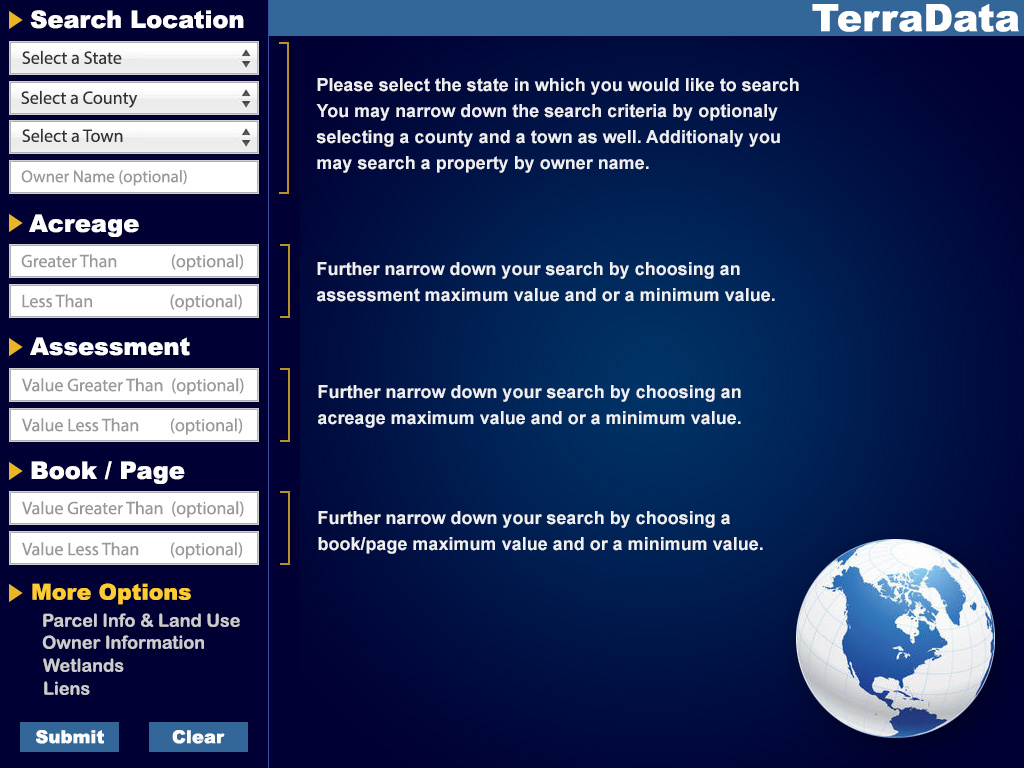 Search Location
TerraData
Select a State
Select a County
Select a Town
Owner Name (optional)
Please select the state in which you would like to search
You may narrow down the search criteria by optionaly
selecting a county and a town as well. Additionaly you
may search a property by owner name.
Acreage
Greater Than (optional)
Less Than (optional)
Further narrow down your search by choosing an
assessment maximum value and or a minimum value.
Assessment
Value Greater Than (optional)
Value Less Than (optional)
Further narrow down your search by choosing an
acreage maximum value and or a minimum value.
Book / Page
Value Greater Than (optional)
Value Less Than (optional)
Further narrow down your search by choosing a
book/page maximum value and or a minimum value.
More Options
Parcel Info & Land Use
Owner Information
Wetlands
Liens
Submit Clear